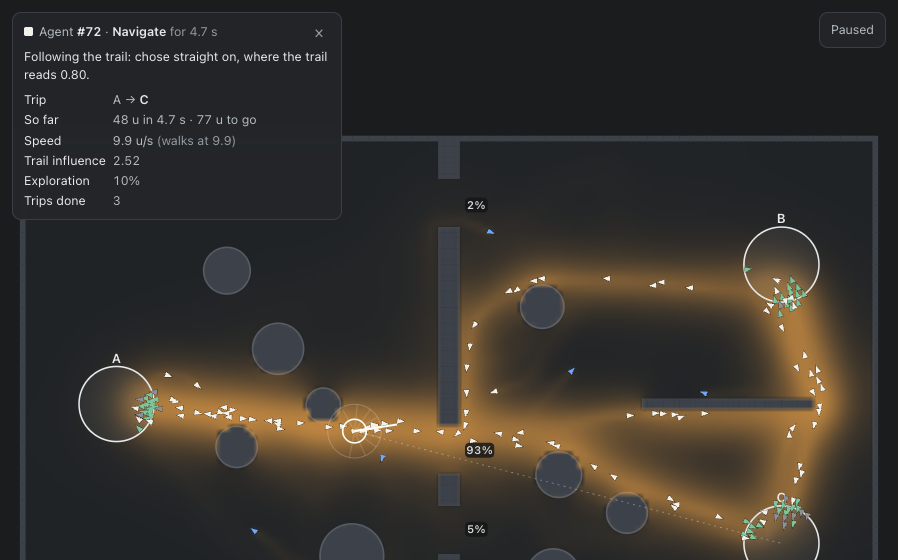 Agent #72 · Navigate for 4.7 s ×
Following the trail: chose straight on, where the trail
reads 0.80.
Trip A → C
So far 48 u in 4.7 s · 77 u to go
Speed 9.9 u/s (walks at 9.9)
Trail influence 2.52
Exploration 10%
Trips done 3
Paused
2%
B
A
93%
C
5%